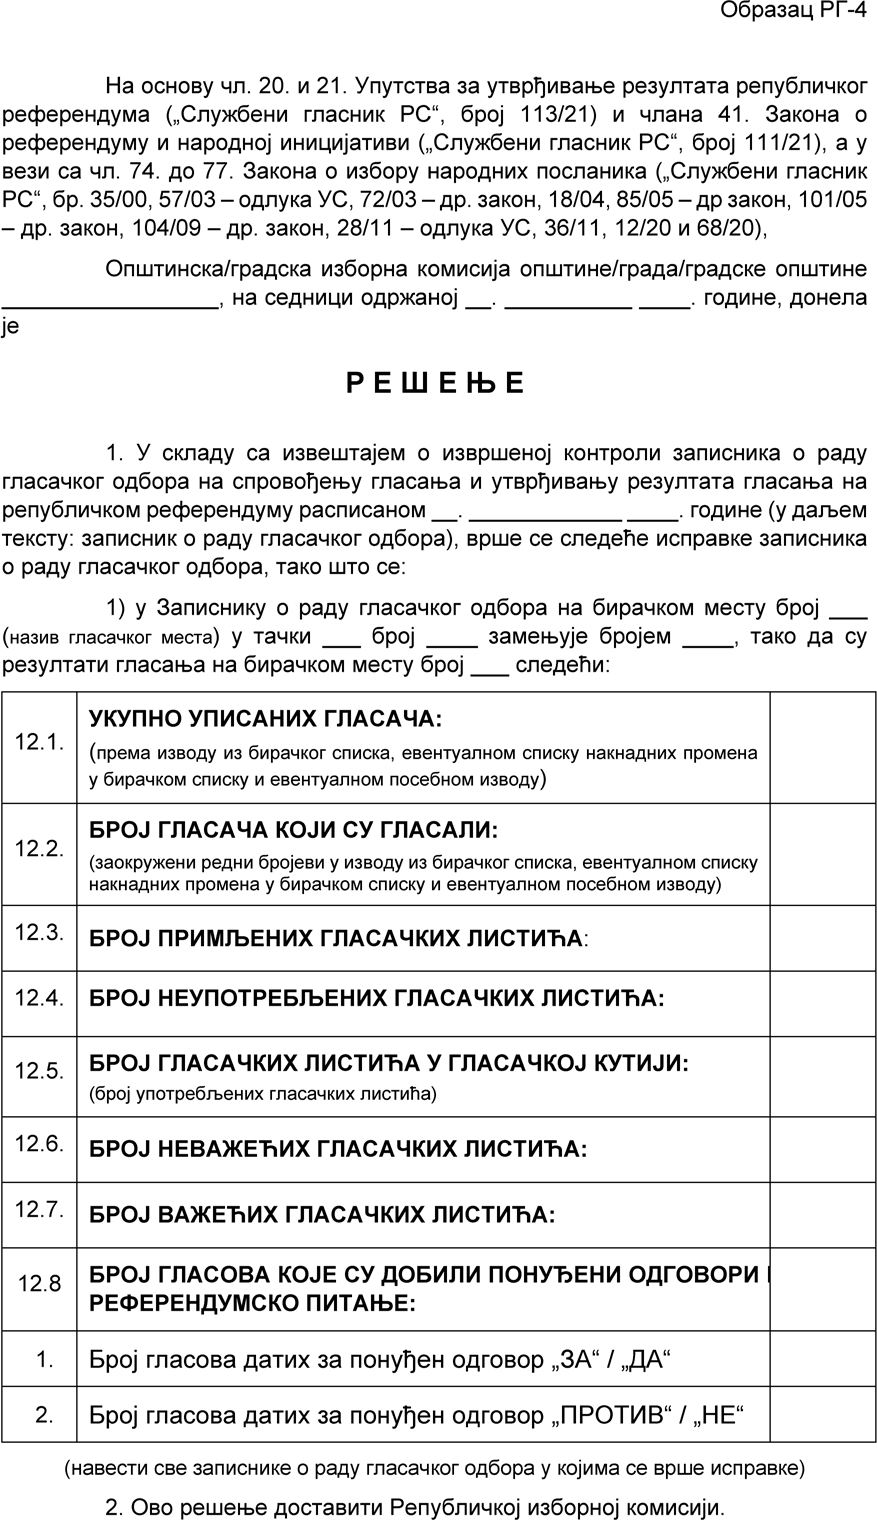 Образац РГ-4
На основу чл. 20. и 21. Упутства за утврђивање резултата републичког
референдума („Службени гласник РС“, број 113/21) и члана 41. Закона о
референдуму и народној иницијативи („Службени гласник РС“, број 111/21), а у
вези са чл. 74. до 77. Закона о избору народних посланика („Службени гласник
РС“, бр. 35/00, 57/03 – одлука УС, 72/03 – др. закон, 18/04, 85/05 – др закон, 101/05
– др. закон, 104/09 – др. закон, 28/11 – одлука УС, 36/11, 12/20 и 68/20),
Општинска/градска изборна комисија општине/града/градске општине
_________________, на седници одржаној __. __________ ____. године, донела
је
Р Е Ш Е Њ Е
1. У складу са извештајем о извршеној контроли записника о раду
гласачког одбора на спровођењу гласања и утврђивању резултата гласања на
републичком референдуму расписаном __. ____________ ____. године (у даљем
тексту: записник о раду гласачког одбора), врше се следеће исправке записника
о раду гласачког одбора, тако што се:
1) у Записнику о раду гласачког одбора на бирачком месту број ___
(назив гласачког места) у тачки ___ број ____ замењује бројем ____, тако да су
резултати гласања на бирачком месту број ___ следећи:
12.1. УКУПНО УПИСАНИХ ГЛАСАЧА:
(према изводу из бирачког списка, евентуалном списку накнадних промена
у бирачком списку и евентуалном посебном изводу)
12.2. БРОЈ ГЛАСАЧА КОЈИ СУ ГЛАСАЛИ:
(заокружени редни бројеви у изводу из бирачког списка, евентуалном списку
накнадних промена у бирачком списку и евентуалном посебном изводу)
12.3. БРОЈ ПРИМЉЕНИХ ГЛАСАЧКИХ ЛИСТИЋА:
12.4. БРОЈ НЕУПОТРЕБЉЕНИХ ГЛАСАЧКИХ ЛИСТИЋА:
12.5. БРОЈ ГЛАСАЧКИХ ЛИСТИЋА У ГЛАСАЧКОЈ КУТИЈИ:
(број употребљених гласачких листића)
12.6. БРОЈ НЕВАЖЕЋИХ ГЛАСАЧКИХ ЛИСТИЋА:
12.7. БРОЈ ВАЖЕЋИХ ГЛАСАЧКИХ ЛИСТИЋА:
12.8 БРОЈ ГЛАСОВА КОЈЕ СУ ДОБИЛИ ПОНУЂЕНИ ОДГОВОРИ
РЕФЕРЕНДУМСКО ПИТАЊЕ:
1. Број гласова датих за понуђен одговор „ЗА“ / „ДА“
2. Број гласова датих за понуђен одговор „ПРОТИВ“ / „НЕ“
(навести све записнике о раду гласачког одбора у којима се врше исправке)
2. Ово решење доставити Републичкој изборној комисији.